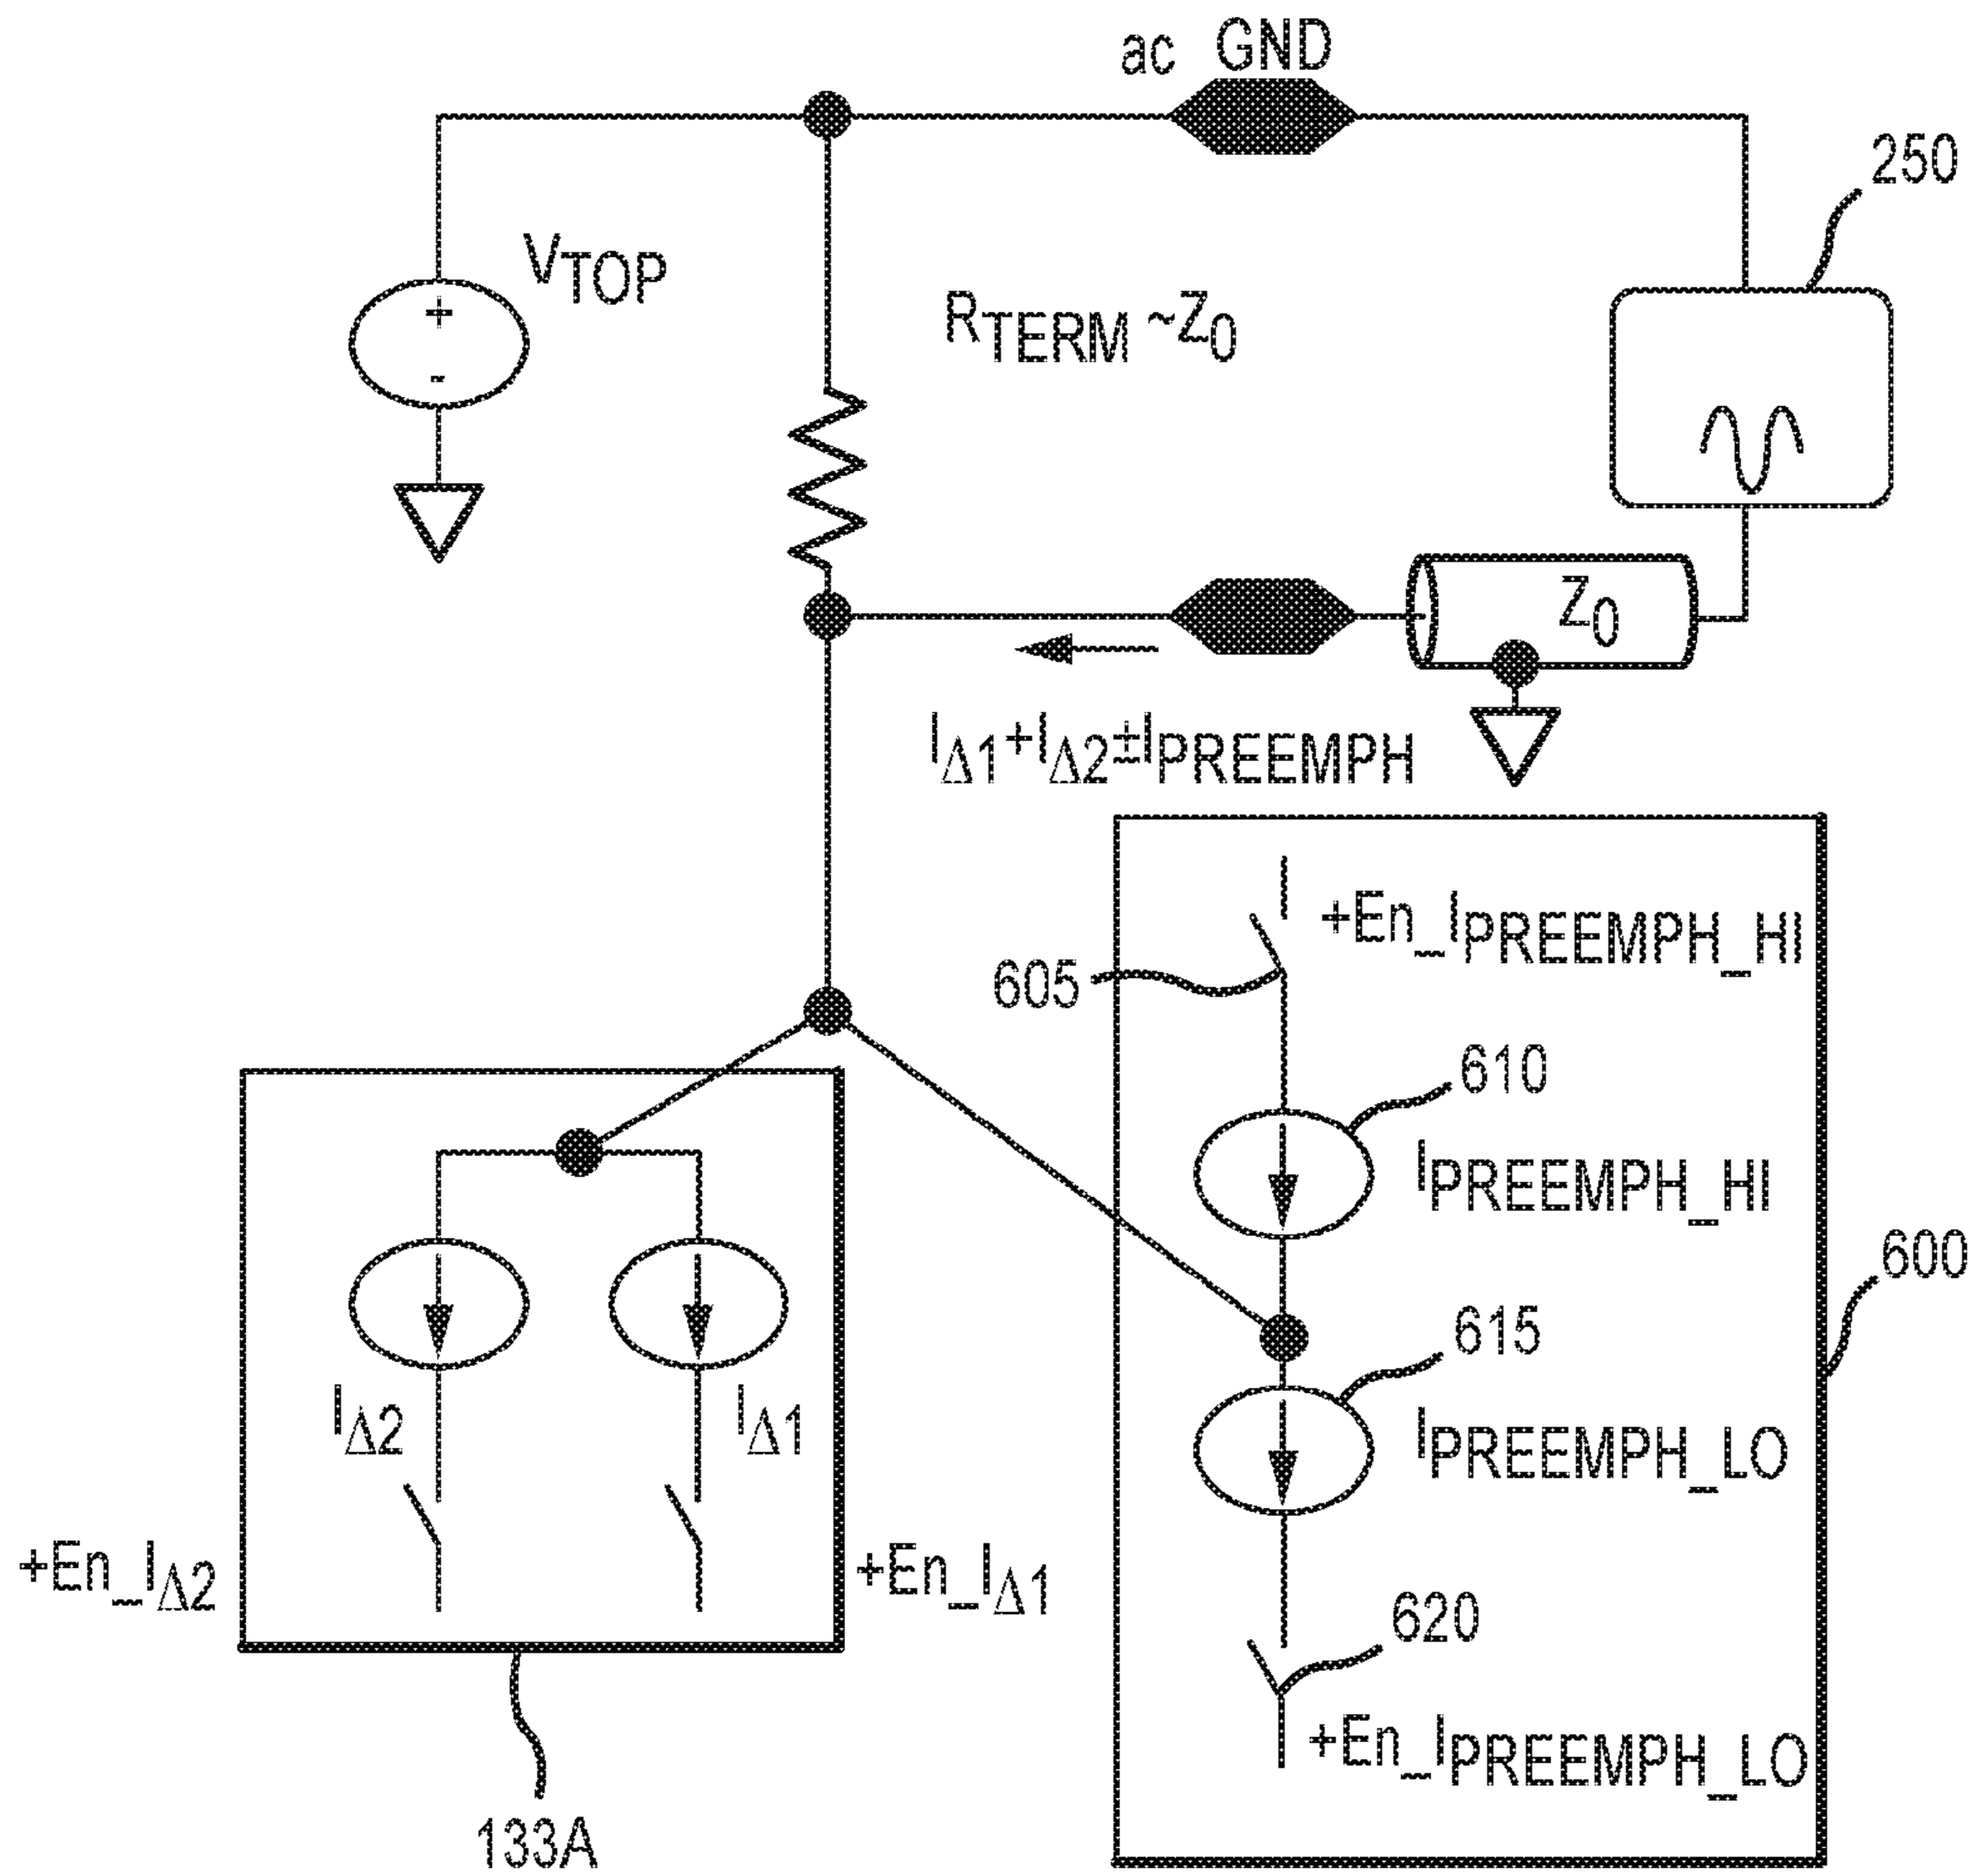 ac GND
250
VTOP
+
-
RTERM ~Z0
Z0
IΔ1+IΔ2±IPREEMPH
+En_IPREEMPH_HI
605
610
IPREEMPH_HI
600
615
IPREEMPH_LO
IΔ2
IΔ1
+En_IΔ2
+En_IΔ1
620
+En_IPREEMPH_LO
133A